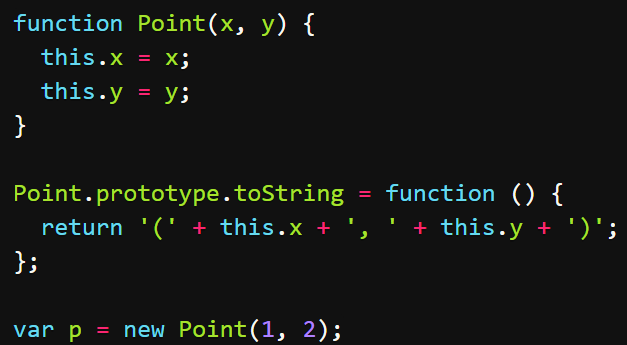 function Point(x, y) {
  this.x = x;
  this.y = y;
}

Point.prototype.toString = function () {
  return '(' + this.x + ', ' + this.y + ')';
};

var p = new Point(1, 2);